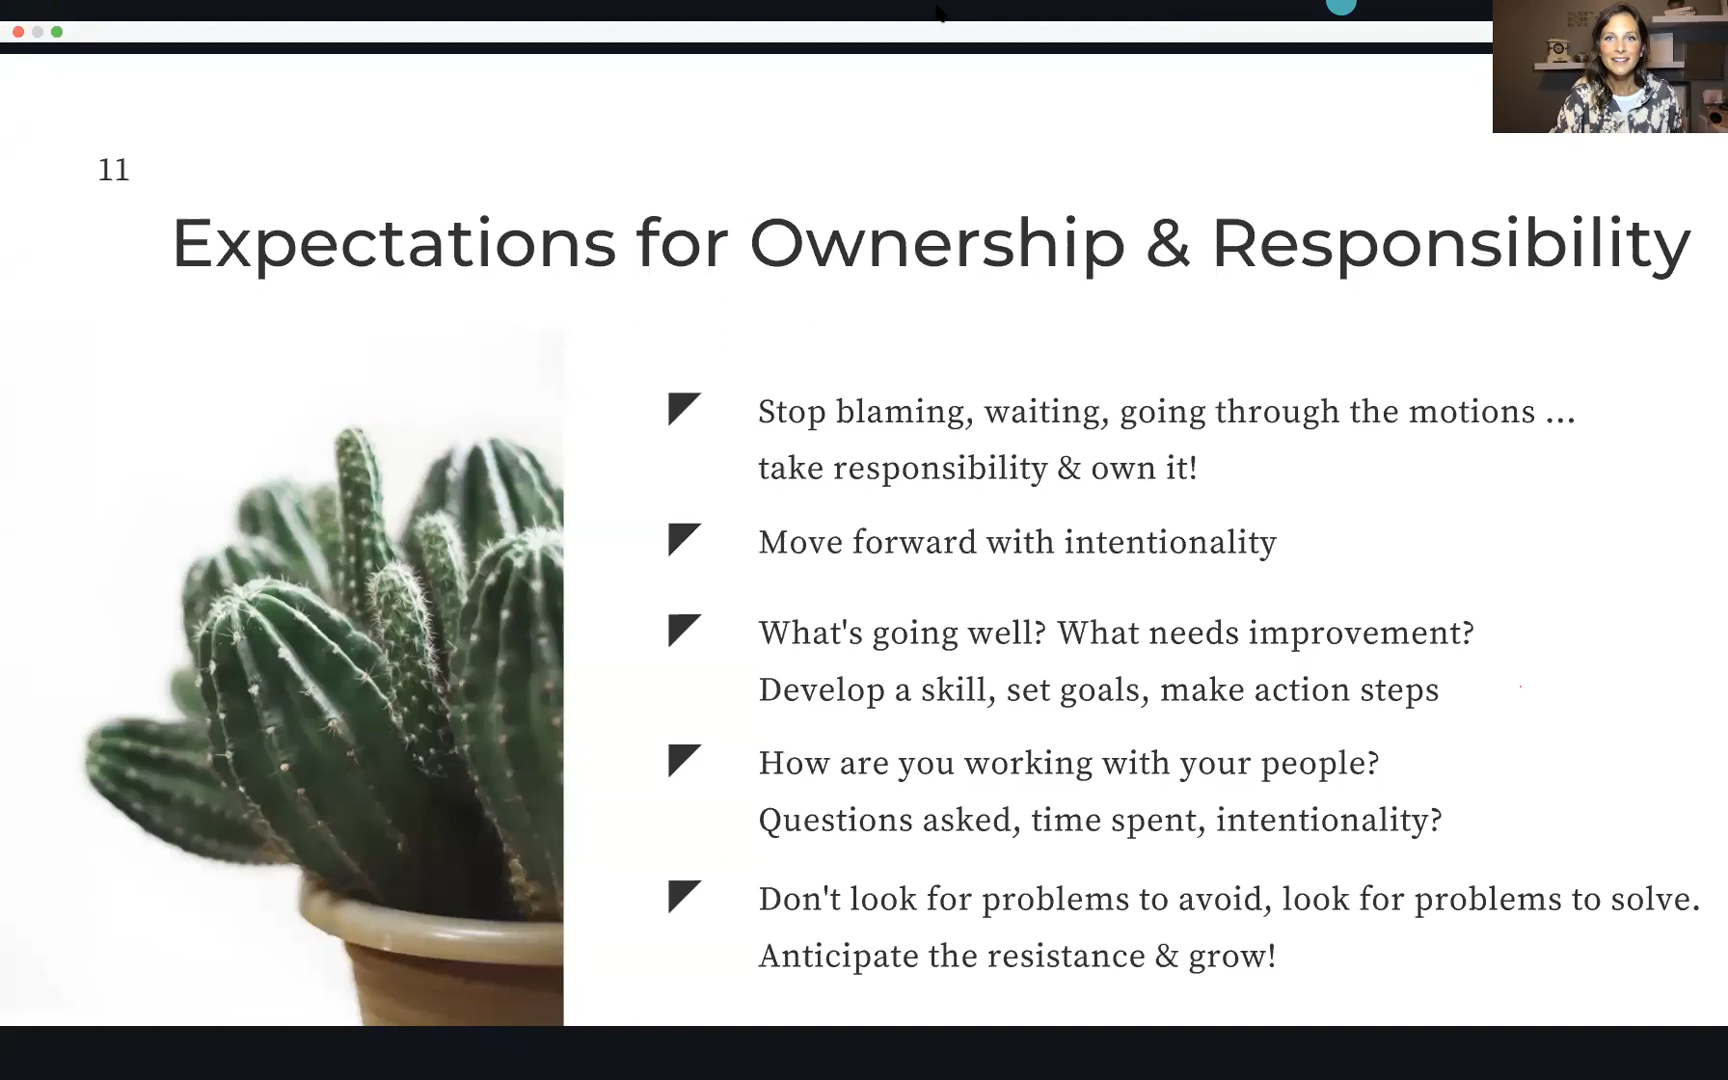 11
Expectations for Ownership & Responsibility
Stop blaming, waiting, going through the motions ...
take responsibility & own it!
Move forward with intentionality
What's going well? What needs improvement?
Develop a skill, set goals, make action steps
How are you working with your people?
Questions asked, time spent, intentionality?
Don't look for problems to avoid, look for problems to solve.
Anticipate the resistance & grow!